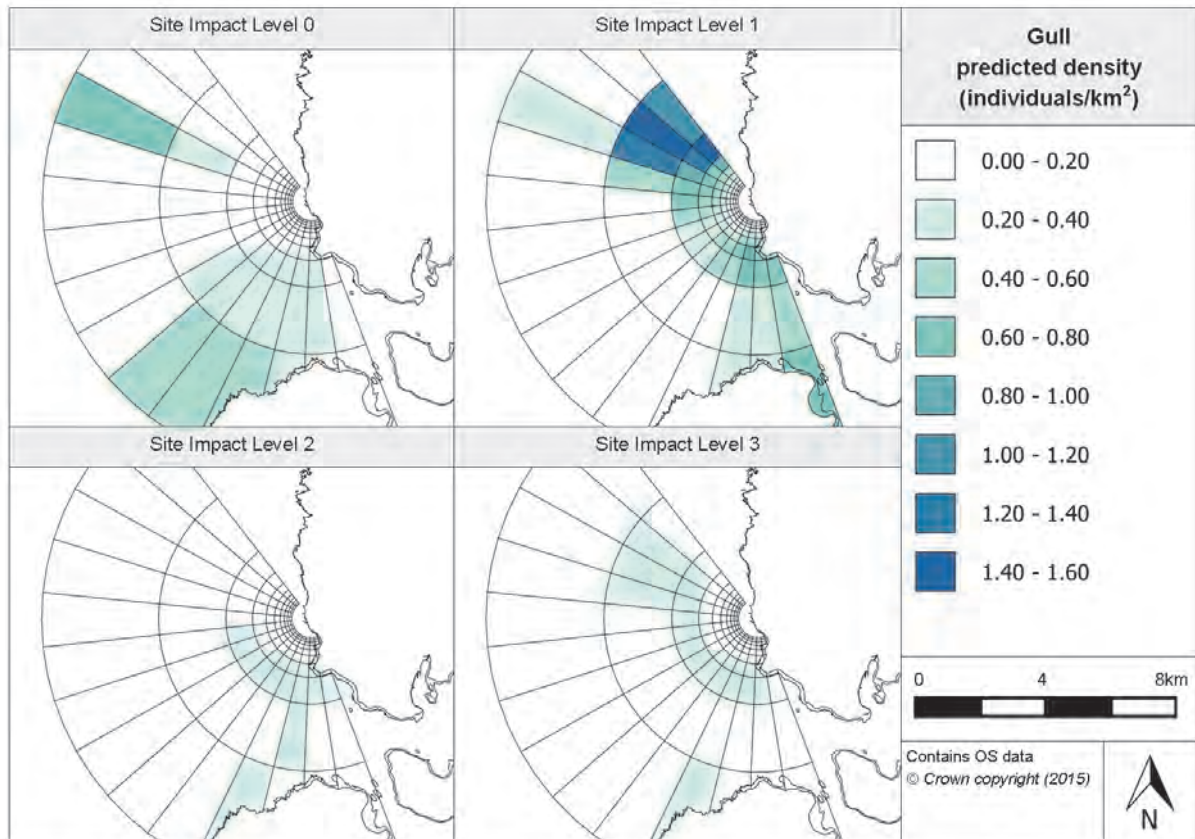 Site Impact Level 0
Site Impact Level 1
Site Impact Level 2
Site Impact Level 3
Gull
predicted density
(individuals/km²)
0.00 - 0.20
0.20 - 0.40
0.40 - 0.60
0.60 - 0.80
0.80 - 1.00
1.00 - 1.20
1.20 - 1.40
1.40 - 1.60
0 4 8km
Contains OS data
© Crown copyright (2015)
N